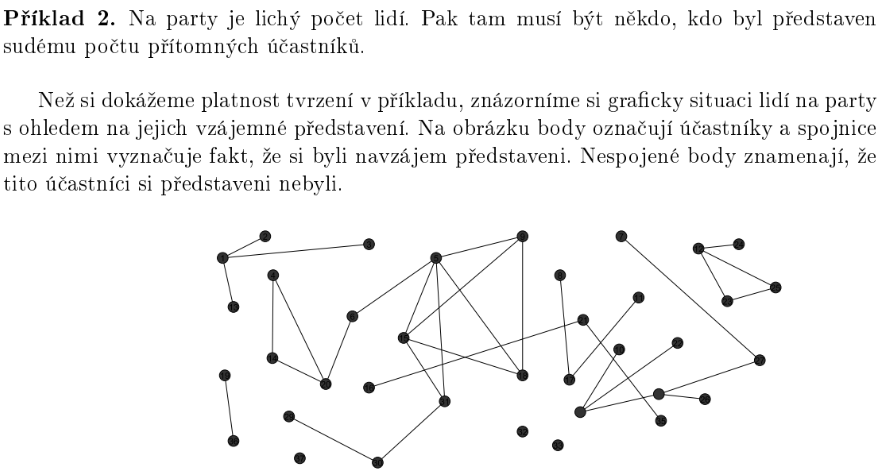 Příklad 2. Na party je lichý počet lidí. Pak tam musí být někdo, kdo byl představen
sudému počtu přítomných účastníků.
Než si dokážeme platnost tvrzení v příkladu, znázorníme si graficky situaci lidí na party
s ohledem na jejich vzájemné představení. Na obrázku body označují účastníky a spojnice
mezi nimi vyznačuje fakt, že si byli navzájem představeni. Nespojené body znamenají, že
tito účastníci si představeni nebyli.